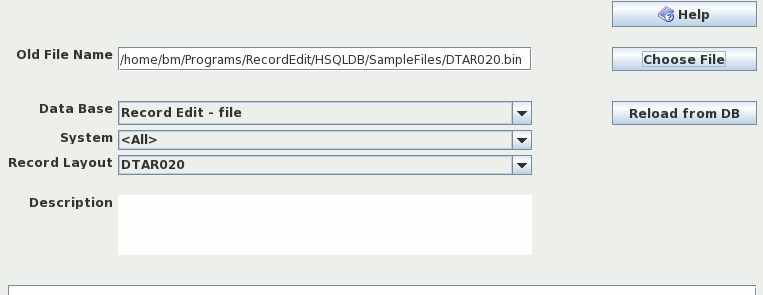 Help
Old File Name /home/bm/Programs/RecordEdit/HSQLDB/SampleFiles/DTAR020.bin Choose File
Data Base Record Edit - file Reload from DB
System <All>
Record Layout DTAR020
Description